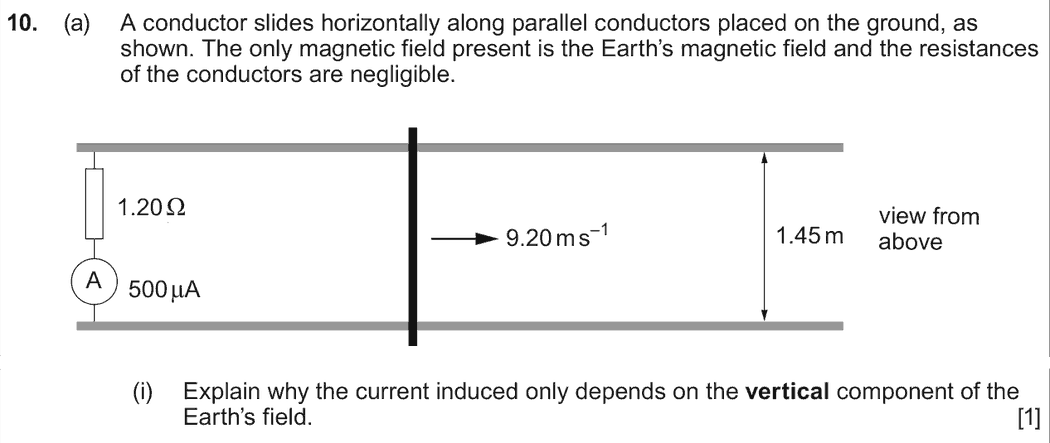 10. (a) A conductor slides horizontally along parallel conductors placed on the ground, as
shown. The only magnetic field present is the Earth's magnetic field and the resistances
of the conductors are negligible.
1.20 Ω
9.20 m s⁻¹
1.45 m
view from
above
A
500 μA
(i) Explain why the current induced only depends on the vertical component of the
Earth's field.
[1]